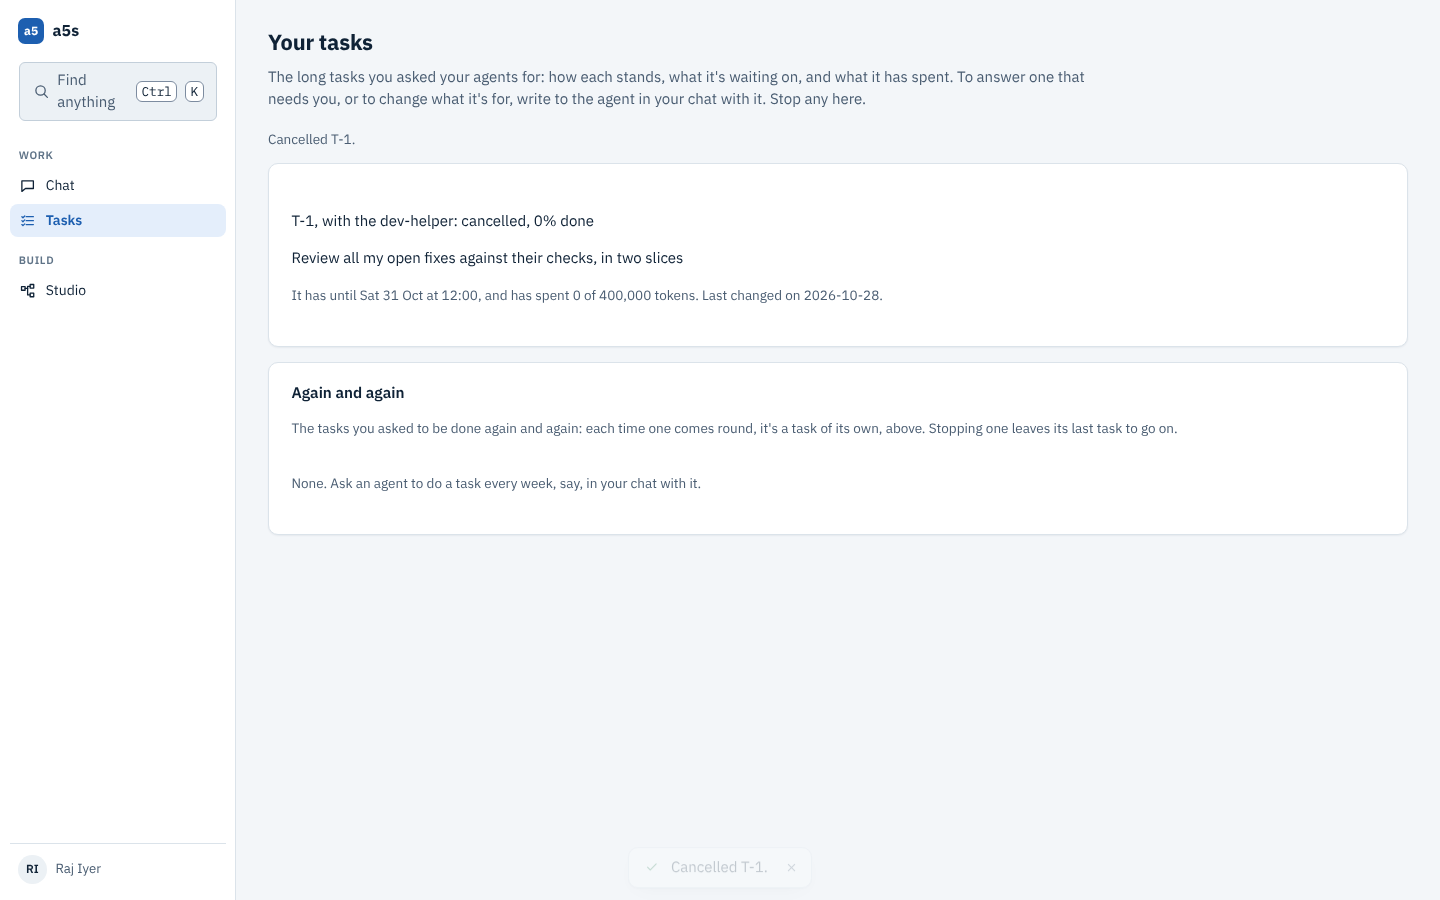 a5 a5s
Find anything Ctrl K
WORK
Chat
Tasks
BUILD
Studio
RI Raj Iyer
Your tasks
The long tasks you asked your agents for: how each stands, what it's waiting on, and what it has spent. To answer one that
needs you, or to change what it's for, write to the agent in your chat with it. Stop any here.
Cancelled T-1.
T-1, with the dev-helper: cancelled, 0% done
Review all my open fixes against their checks, in two slices
It has until Sat 31 Oct at 12:00, and has spent 0 of 400,000 tokens. Last changed on 2026-10-28.
Again and again
The tasks you asked to be done again and again: each time one comes round, it's a task of its own, above. Stopping one leaves its last task to go on.
None. Ask an agent to do a task every week, say, in your chat with it.
Cancelled T-1.